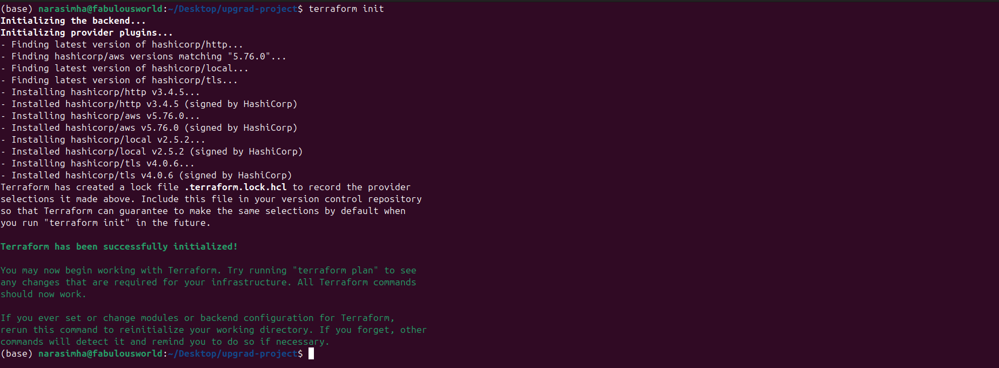 (base) narasimha@fabulousworld:~/Desktop/upgrad-project$ terraform init
Initializing the backend...
Initializing provider plugins...
- Finding latest version of hashicorp/http...
- Finding hashicorp/aws versions matching "5.76.0"...
- Finding latest version of hashicorp/local...
- Finding latest version of hashicorp/tls...
- Installing hashicorp/http v3.4.5...
- Installed hashicorp/http v3.4.5 (signed by HashiCorp)
- Installing hashicorp/aws v5.76.0...
- Installed hashicorp/aws v5.76.0 (signed by HashiCorp)
- Installing hashicorp/local v2.5.2...
- Installed hashicorp/local v2.5.2 (signed by HashiCorp)
- Installing hashicorp/tls v4.0.6...
- Installed hashicorp/tls v4.0.6 (signed by HashiCorp)
Terraform has created a lock file .terraform.lock.hcl to record the provider
selections it made above. Include this file in your version control repository
so that Terraform can guarantee to make the same selections by default when
you run "terraform init" in the future.
Terraform has been successfully initialized!
You may now begin working with Terraform. Try running "terraform plan" to see
any changes that are required for your infrastructure. All Terraform commands
should now work.
If you ever set or change modules or backend configuration for Terraform,
rerun this command to reinitialize your working directory. If you forget, other
commands will detect it and remind you to do so if necessary.
(base) narasimha@fabulousworld:~/Desktop/upgrad-project$